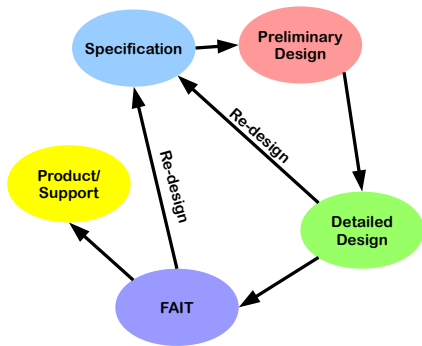 Specification
Preliminary
Design
Re-design
Re-design
Product/
Support
Detailed
Design
FAIT